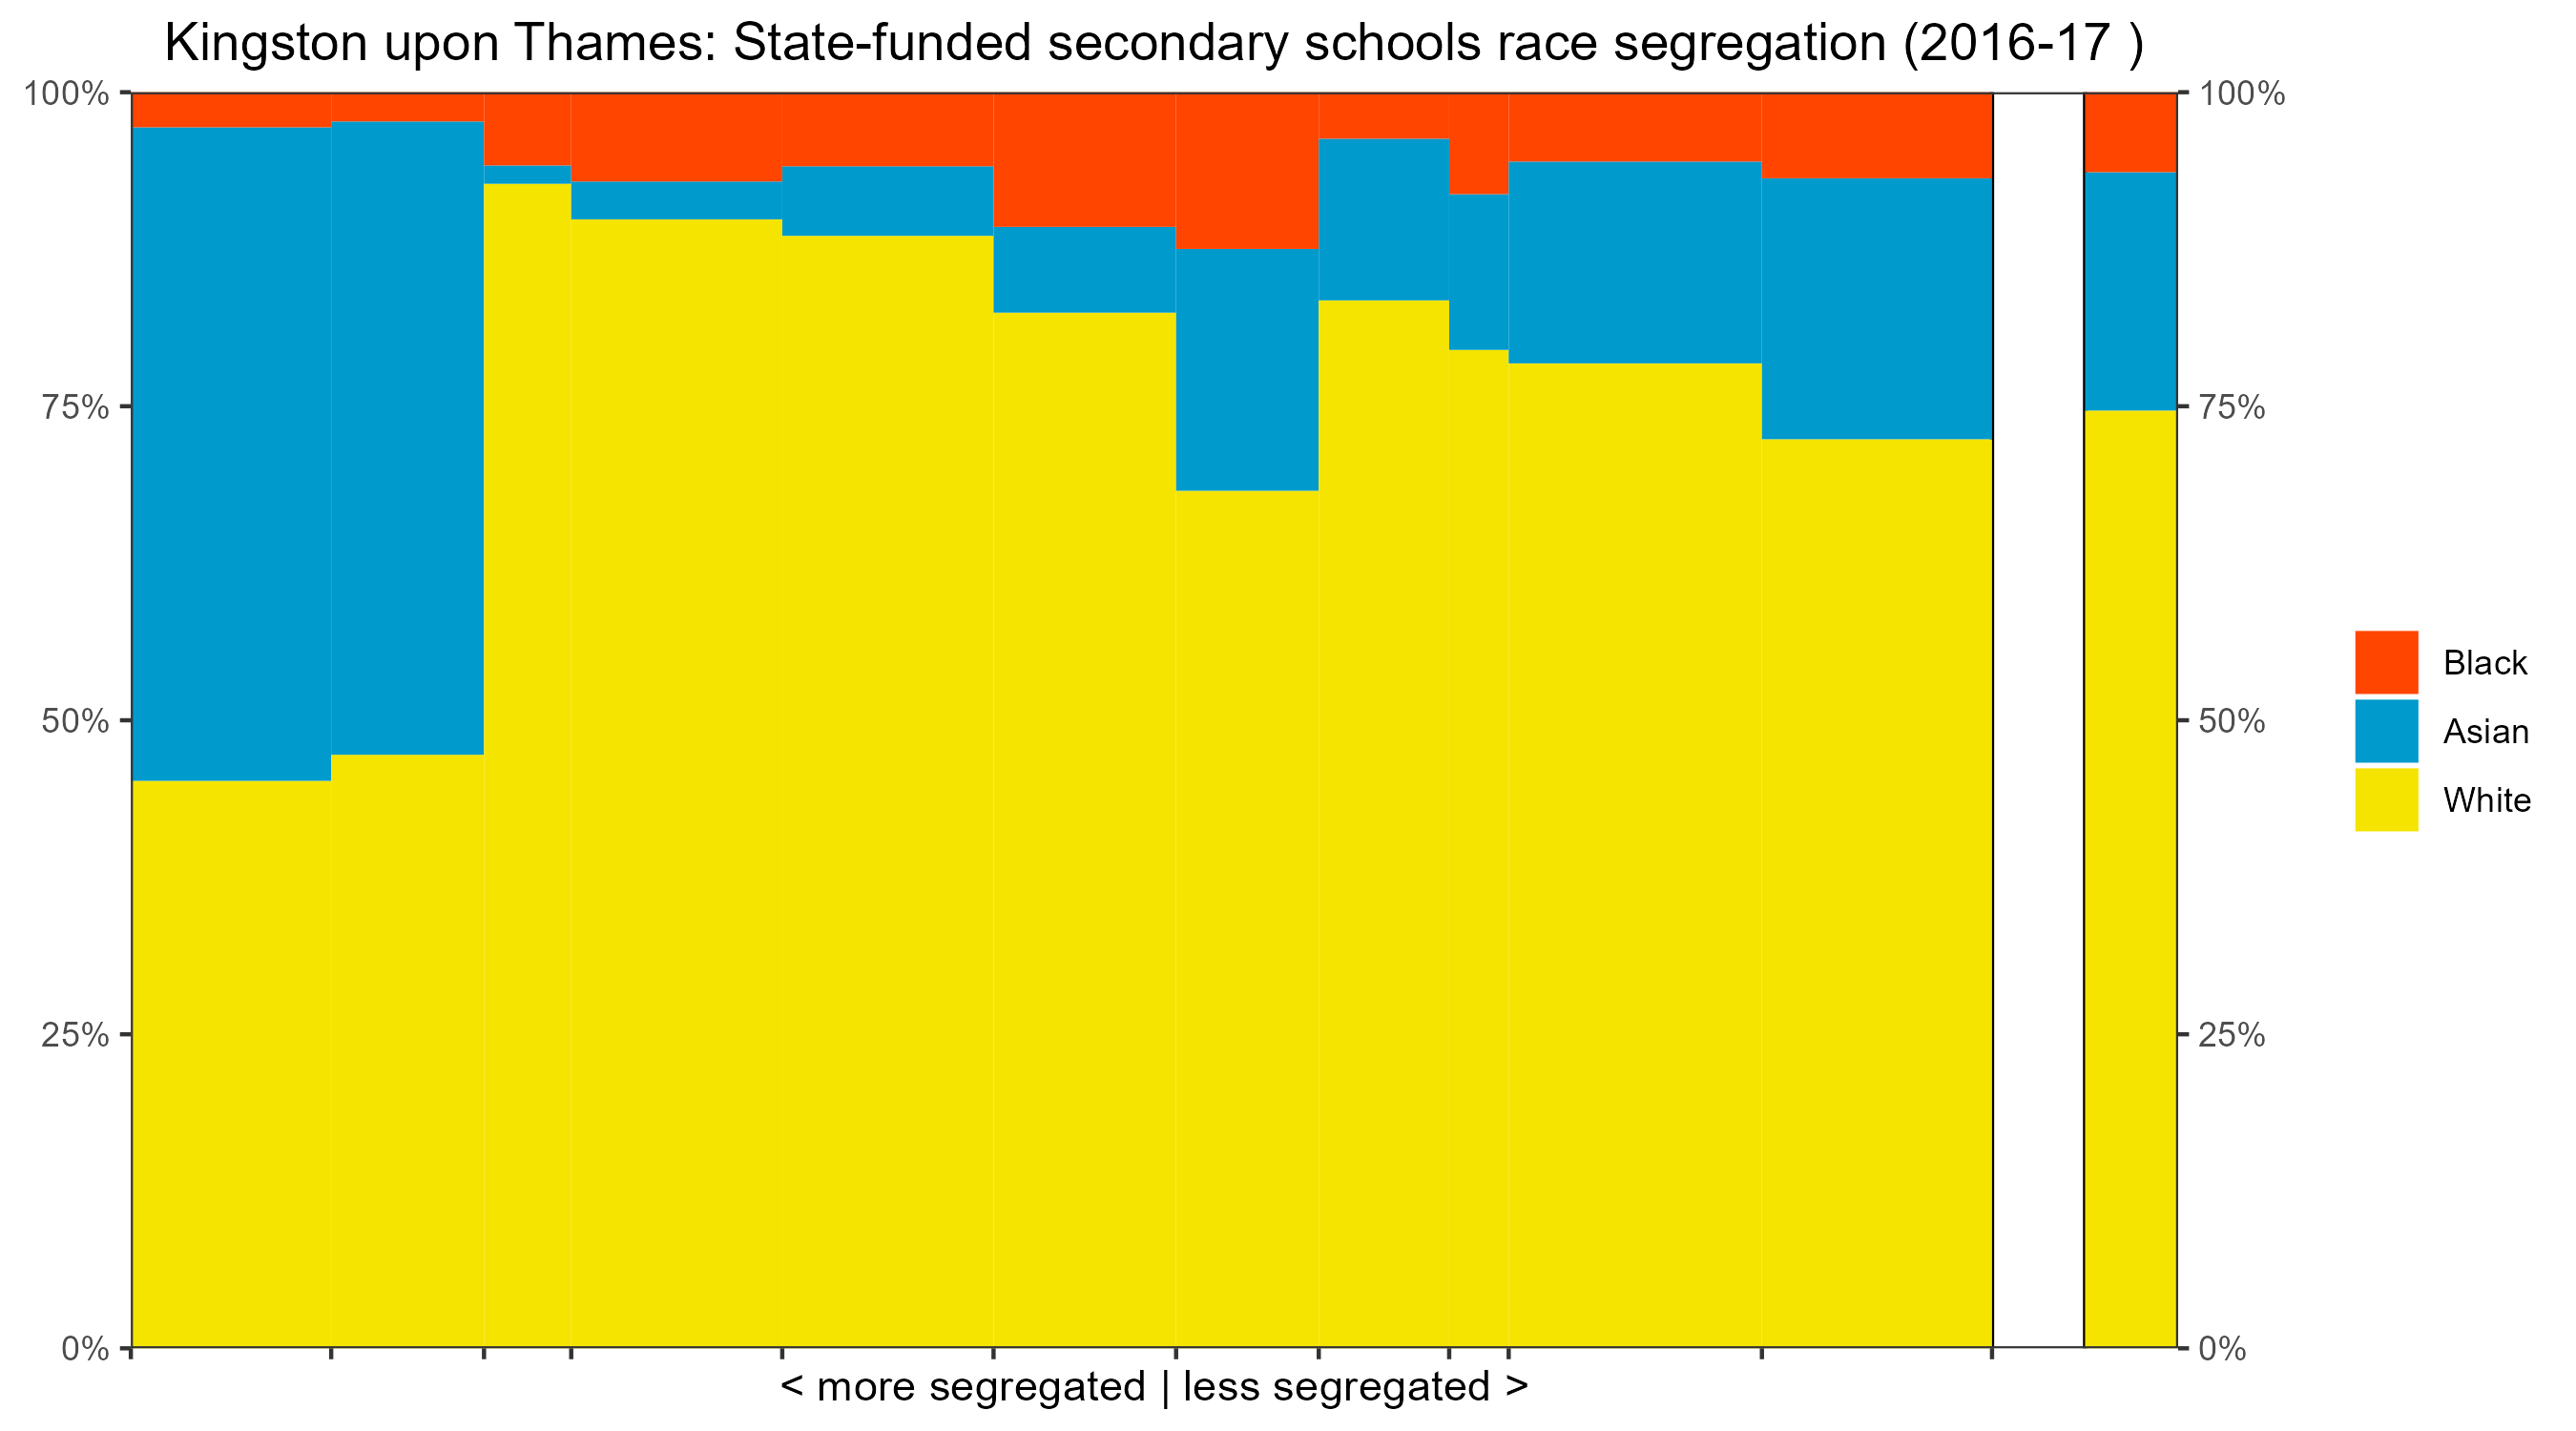 Kingston upon Thames: State-funded secondary schools race segregation (2016-17 )
100%
75%
50%
25%
0%
100%
75%
50%
25%
0%
Black
Asian
White
< more segregated | less segregated >